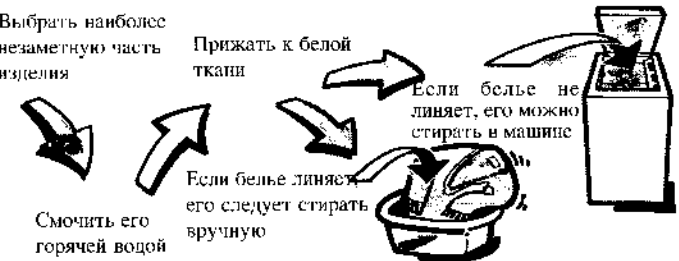 Выбрать наиболее
незаметную часть
изделия
Смочить его
горячей водой
Прижать к белой
ткани
Если белье не
линяет, его можно
стирать в машине
Если белье линяет,
его следует стирать
вручную